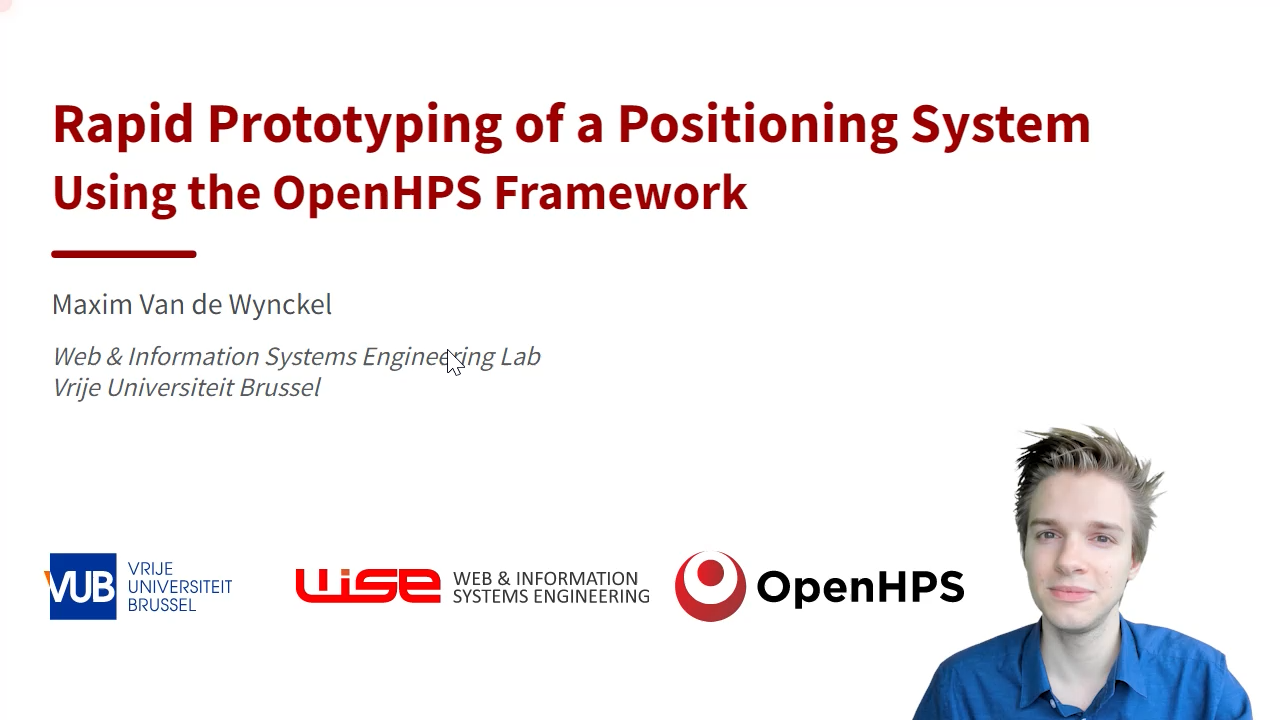 Rapid Prototyping of a Positioning System
Using the OpenHPS Framework
Maxim Van de Wynckel
Web & Information Systems Engineering Lab
Vrije Universiteit Brussel
VUB
VRIJE
UNIVERSITEIT
BRUSSEL
WISE
WEB & INFORMATION
SYSTEMS ENGINEERING
OpenHPS